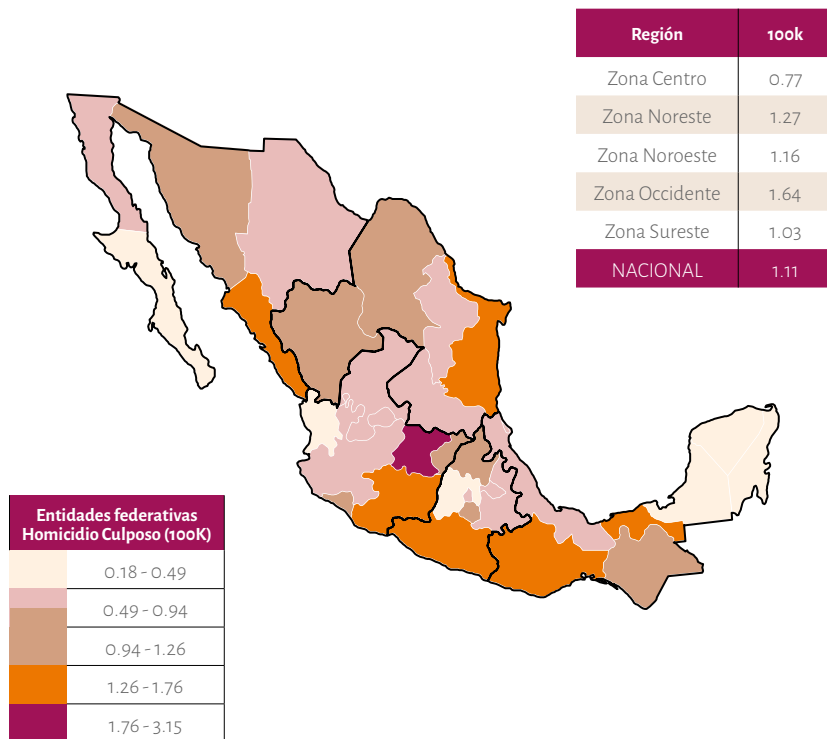 Región 100k
Zona Centro 0.77
Zona Noreste 1.27
Zona Noroeste 1.16
Zona Occidente 1.64
Zona Sureste 1.03
NACIONAL 1.11
Entidades federativas
Homicidio Culposo (100K)
0.18 - 0.49
0.49 - 0.94
0.94 - 1.26
1.26 - 1.76
1.76 - 3.15